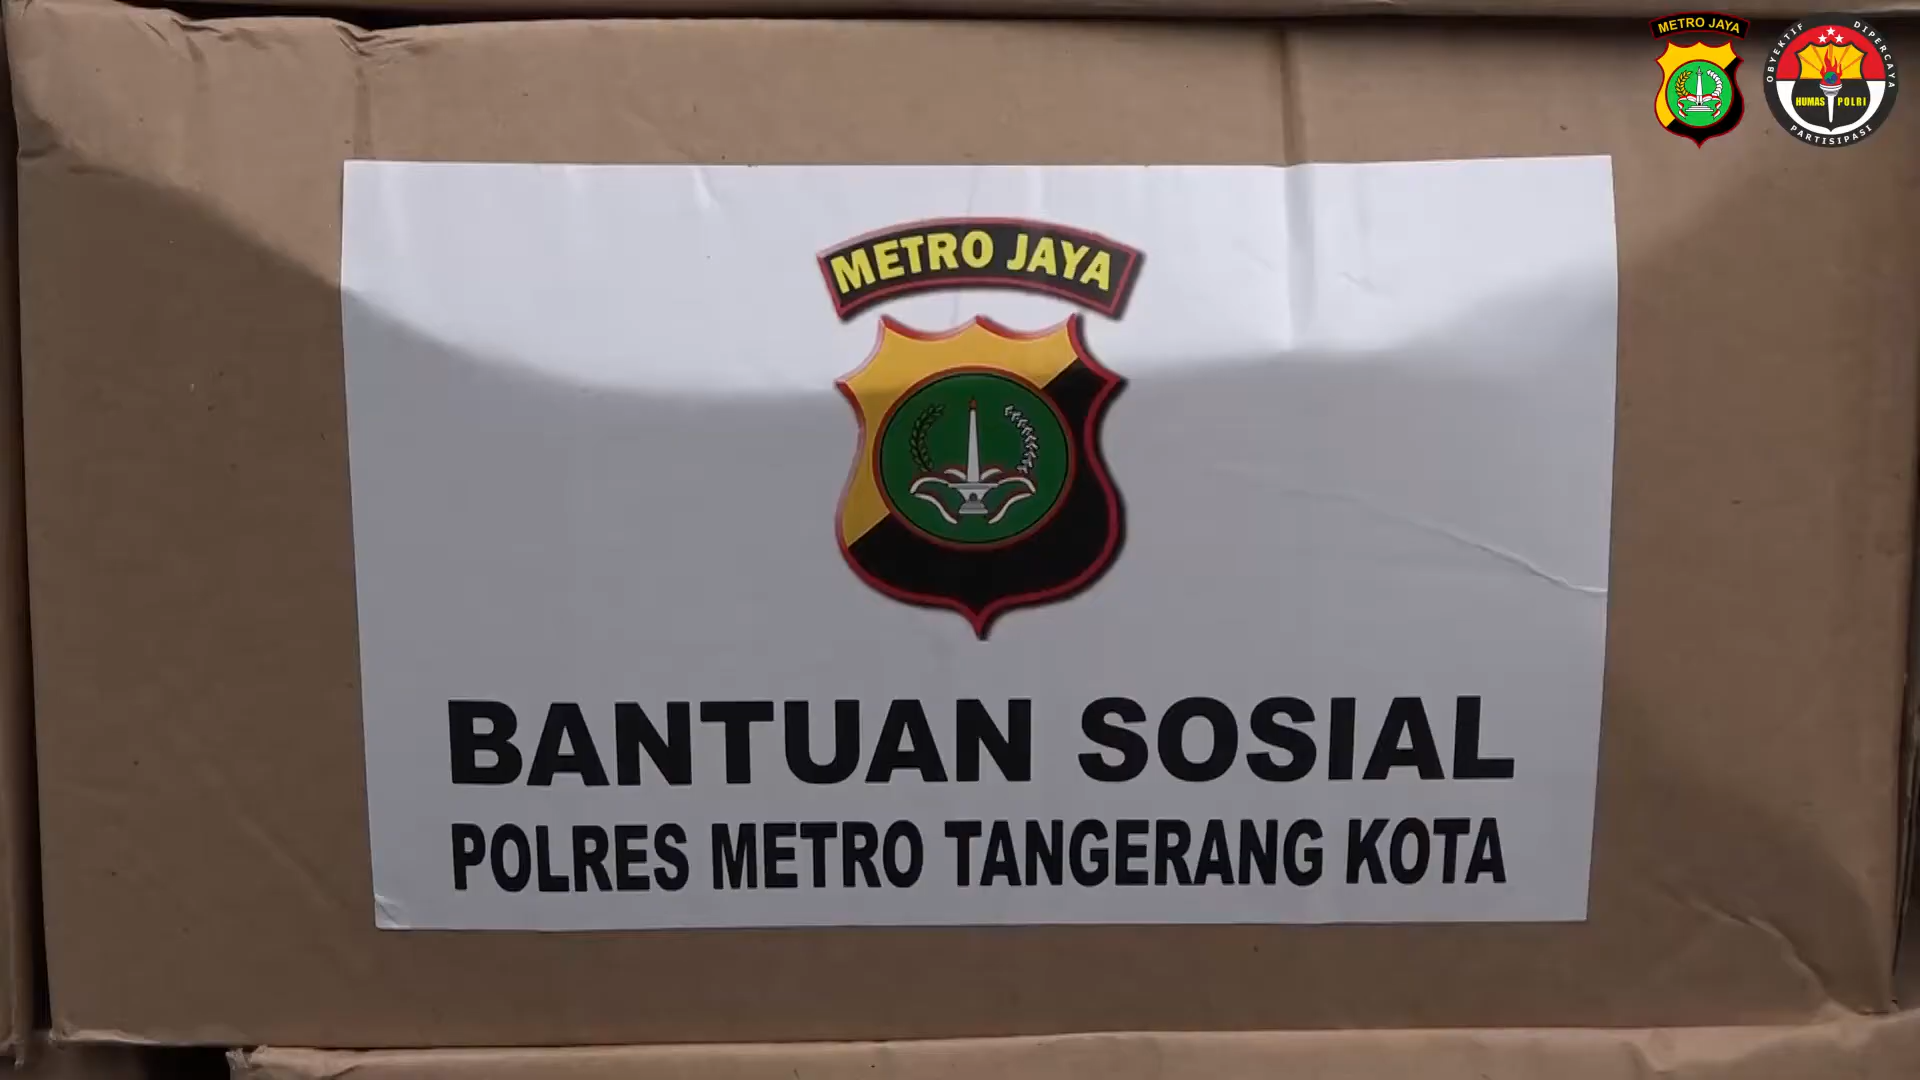 METRO JAYA
OBYEKTIF DIPERCAYA
HUMAS POLRI
PARTISIPASI
METRO JAYA
BANTUAN SOSIAL
POLRES METRO TANGERANG KOTA